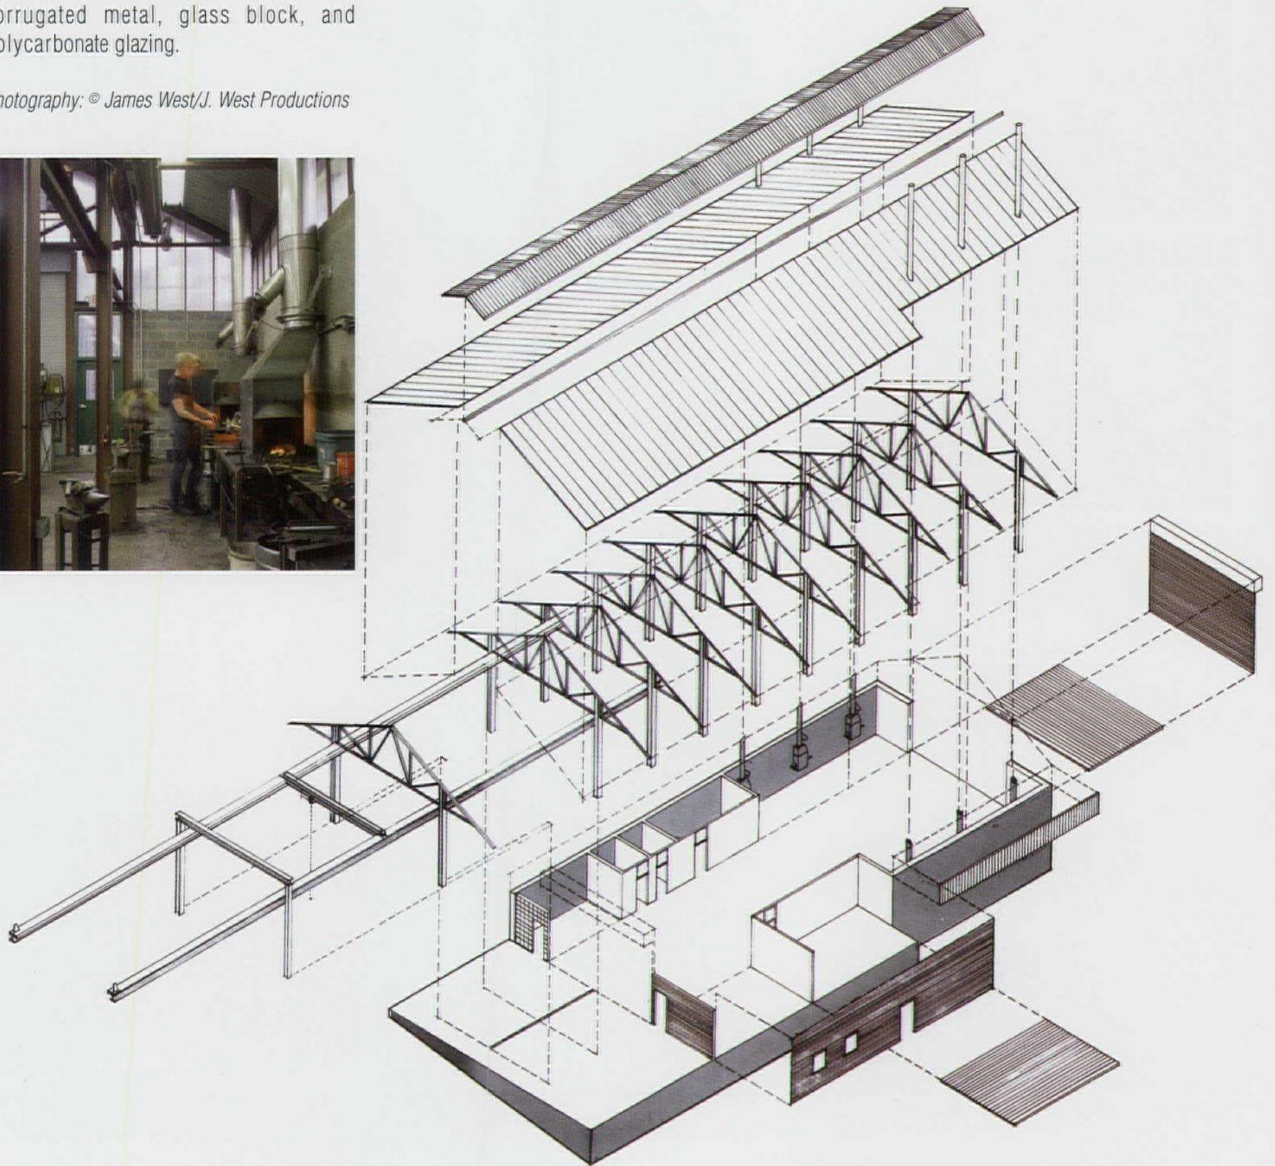 orrugated metal, glass block, and
olycarbonate glazing.
hotography: © James West/J. West Productions